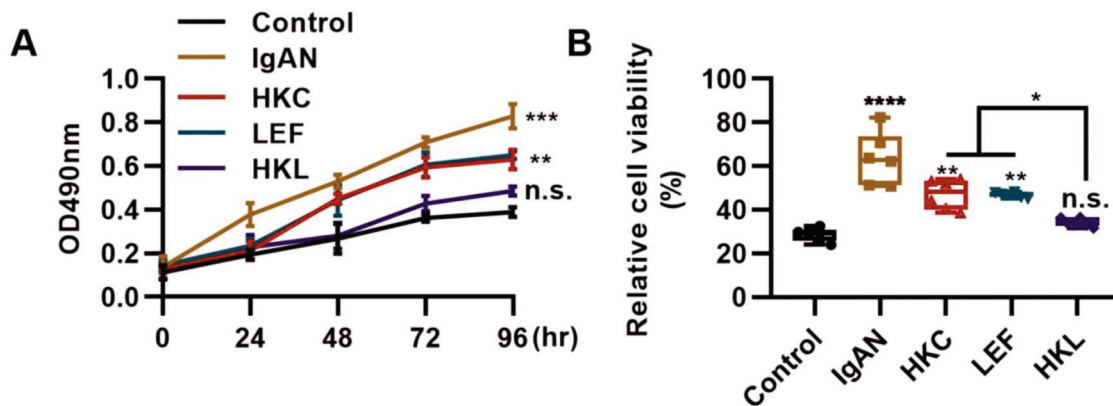 A
Control
IgAN
HKC
LEF
HKL
OD490nm
1.0
0.8
0.6
0.4
0.2
0.0
***
**
n.s.
0 24 48 72 96 (hr)
B
Relative cell viability
(%)
100
80
60
40
20
0
****
**
**
*
n.s.
Control IgAN HKC LEF HKL